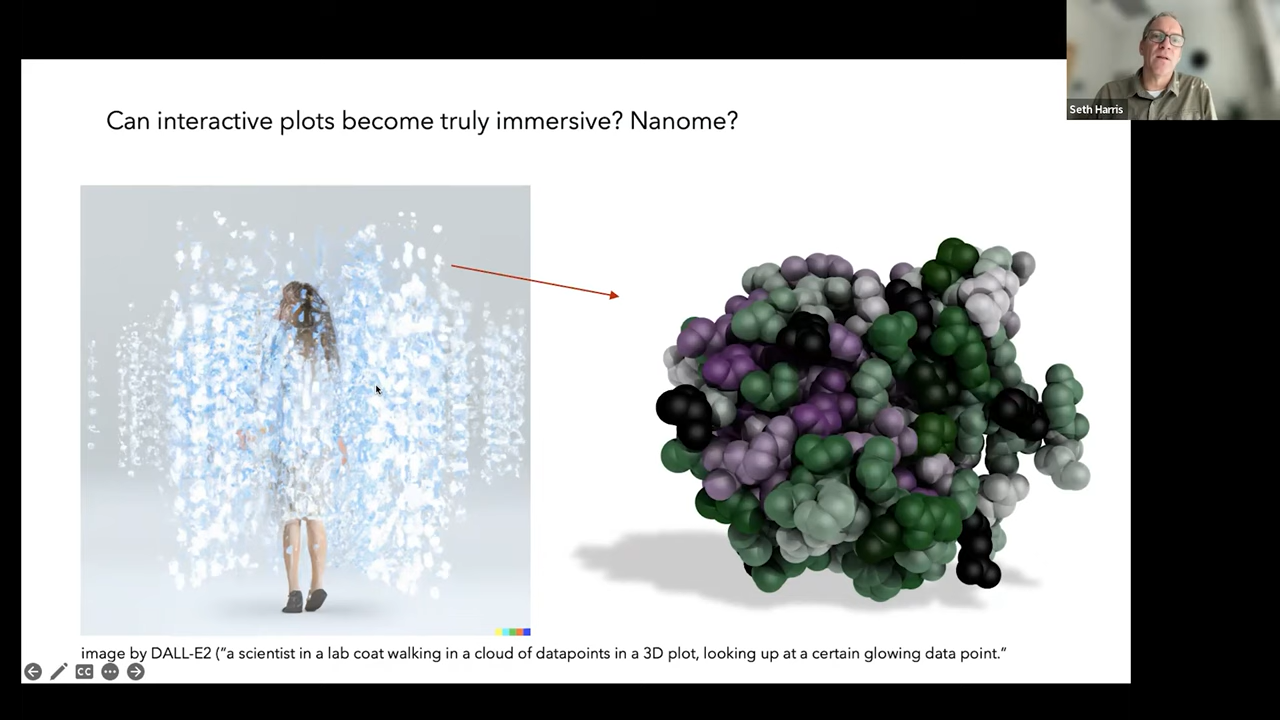 Seth Harris
Can interactive plots become truly immersive? Nanome?
image by DALL-E2 ("a scientist in a lab coat walking in a cloud of datapoints in a 3D plot, looking up at a certain glowing data point."
CC